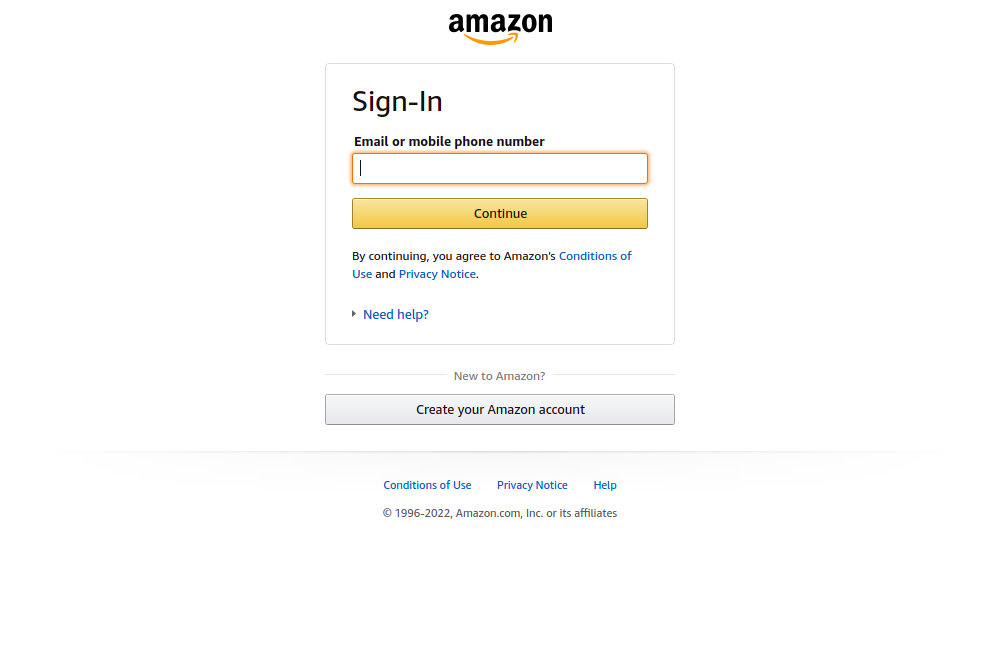 amazon
Sign-In
Email or mobile phone number
Continue
By continuing, you agree to Amazon's Conditions of
Use and Privacy Notice.
Need help?
New to Amazon?
Create your Amazon account
Conditions of Use Privacy Notice Help
© 1996-2022, Amazon.com, Inc. or its affiliates